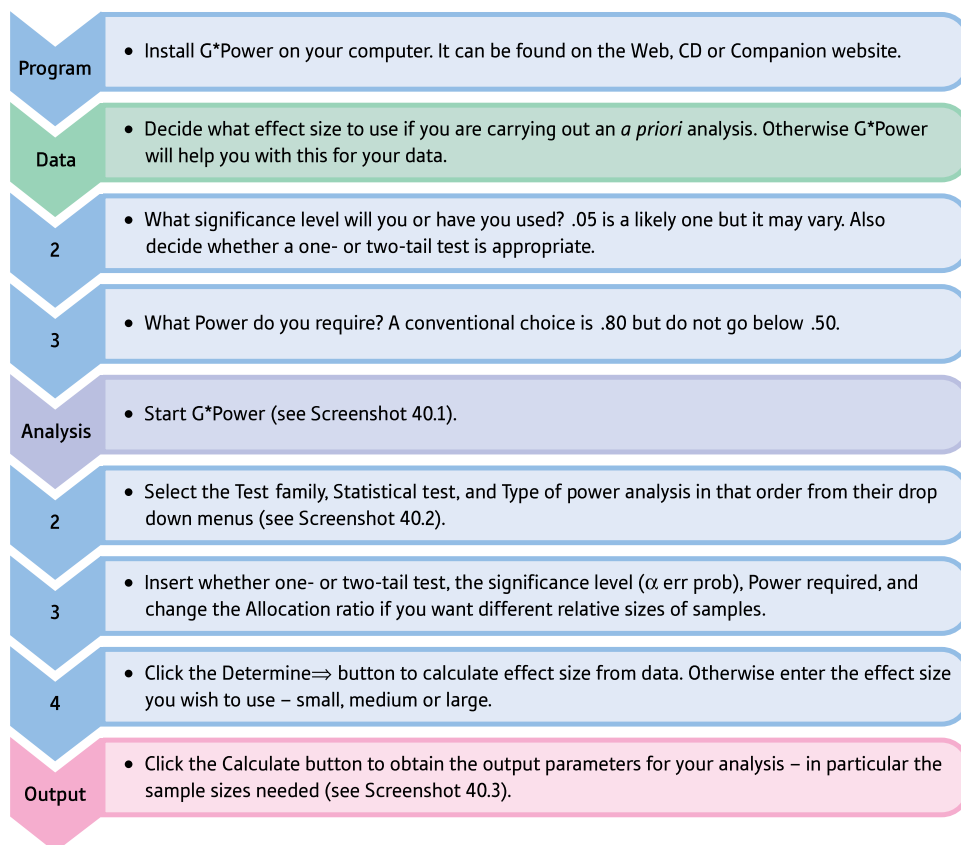 Program
• Install G*Power on your computer. It can be found on the Web, CD or Companion website.
Data
• Decide what effect size to use if you are carrying out an a priori analysis. Otherwise G*Power
will help you with this for your data.
2
• What significance level will you or have you used? .05 is a likely one but it may vary. Also
decide whether a one- or two-tail test is appropriate.
3
• What Power do you require? A conventional choice is .80 but do not go below .50.
Analysis
• Start G*Power (see Screenshot 40.1).
2
• Select the Test family, Statistical test, and Type of power analysis in that order from their drop
down menus (see Screenshot 40.2).
3
• Insert whether one- or two-tail test, the significance level (α err prob), Power required, and
change the Allocation ratio if you want different relative sizes of samples.
4
• Click the Determine⇒ button to calculate effect size from data. Otherwise enter the effect size
you wish to use – small, medium or large.
Output
• Click the Calculate button to obtain the output parameters for your analysis – in particular the
sample sizes needed (see Screenshot 40.3).